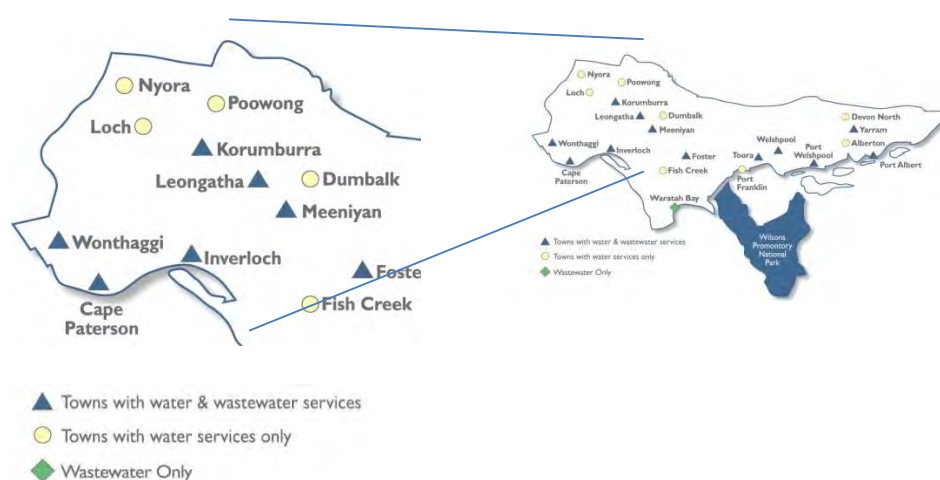 Nyora
Poowong
Loch
Korumburra
Leongatha
Dumbalk
Meeniyan
Wonthaggi
Inverloch
Foste
Fish Creek
Cape
Paterson
Towns with water & wastewater services
Towns with water services only
Wastewater Only
Nyora
Poowong
Loch
Korumburra
Leongatha
Dumbalk
Meeniyan
Devon North
Yarram
Wonthaggi
Inverloch
Welshpool
Alberton
Foster
Toora
Port
Welshpool
Port Albert
Cape
Paterson
Fish Creek
Port
Franklin
Waratah Bay
Wilsons
Promontory
National
Park
Towns with water & wastewater services
Towns with water services only
Wastewater Only